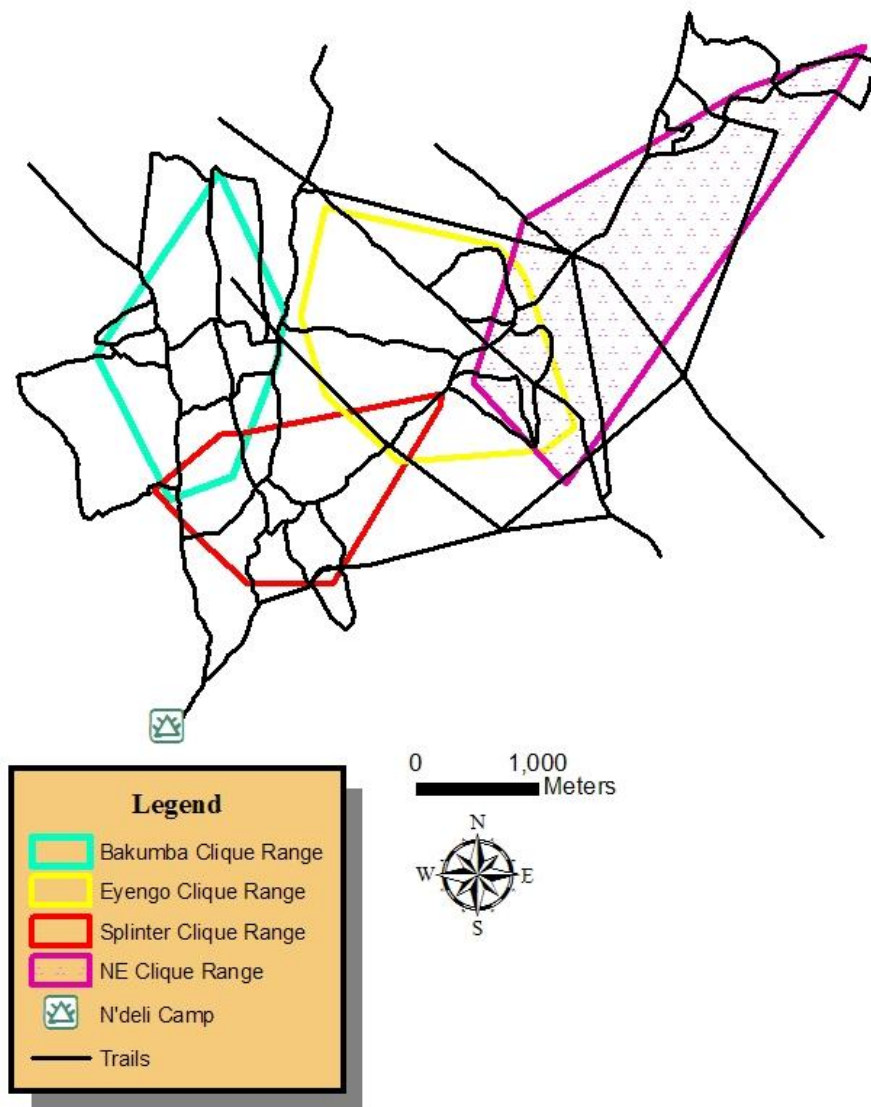 0 1,000
Meters
N
W E
S
Legend
Bakumba Clique Range
Eyengo Clique Range
Splinter Clique Range
NE Clique Range
N'deli Camp
Trails